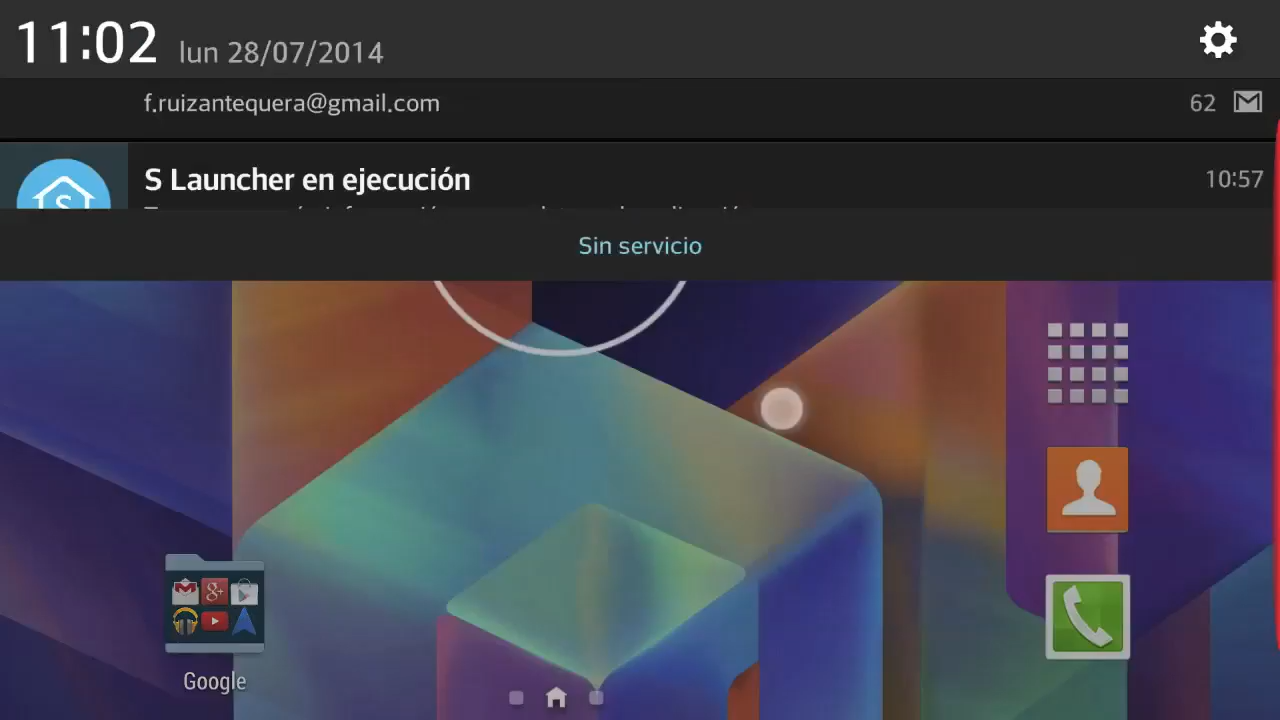 11:02 lun 28/07/2014
f.ruizantequera@gmail.com 62
S Launcher en ejecución 10:57
Sin servicio
Google